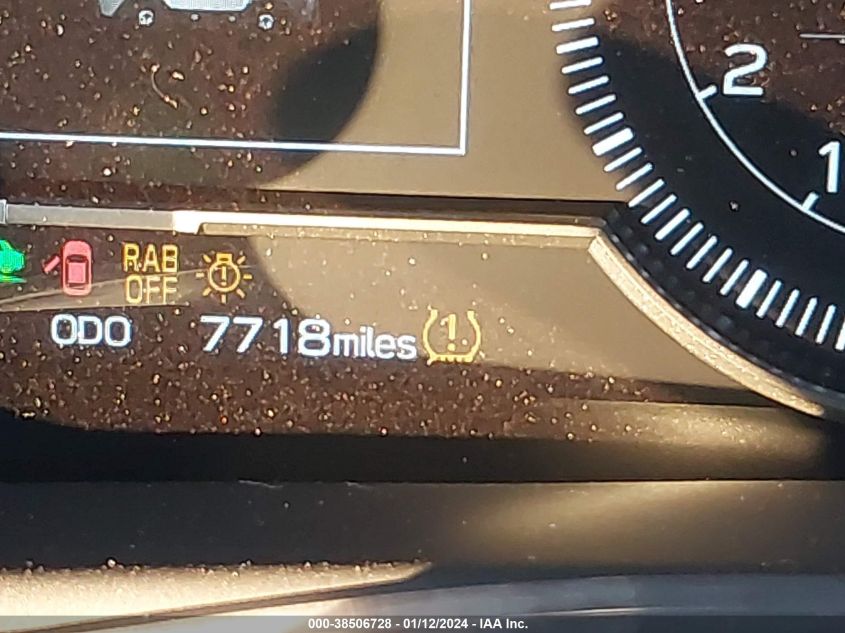 2
1
RAB
OFF
ODO 7718miles
000-38506728 - 01/12/2024 - IAA Inc.